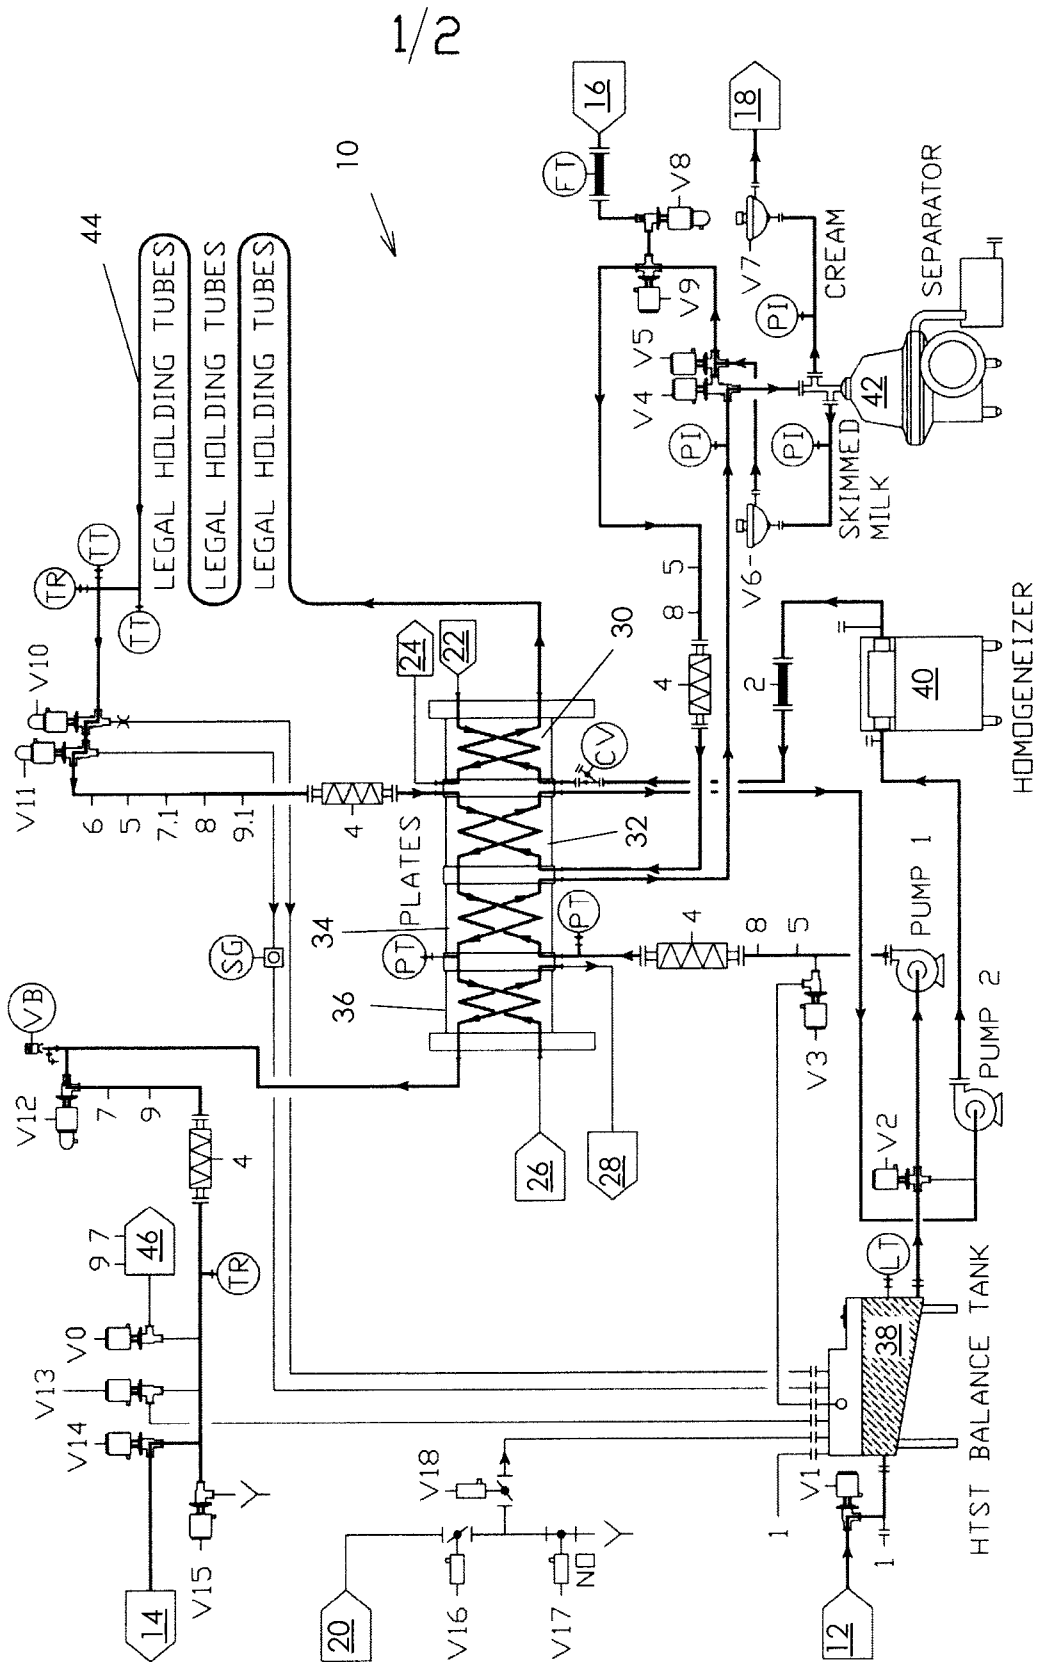 1/2
10
44
LEGAL HOLDING TUBES
LEGAL HOLDING TUBES
LEGAL HOLDING TUBES
TR
TT
TT
V10
V11
6
5
7.1
8
9.1
4
SG
VB
V12
7
9
4
TR
9 7
46
V0
V13
V14
V15
14
24
22
30
PLATES
32
34
PT
36
PT
CV
26
28
16
FT
V8
V9
18
V7
CREAM
PI
V5
V4
PI
PI
SKIMMED
MILK
V6
SEPARATOR
42
5
8
4
2
40
HOMOGENEIZER
4
8
5
V3
PUMP 1
PUMP 2
V2
LT
38
HTST BALANCE TANK
V1
1
1
12
V18
V16
V17
NO
20